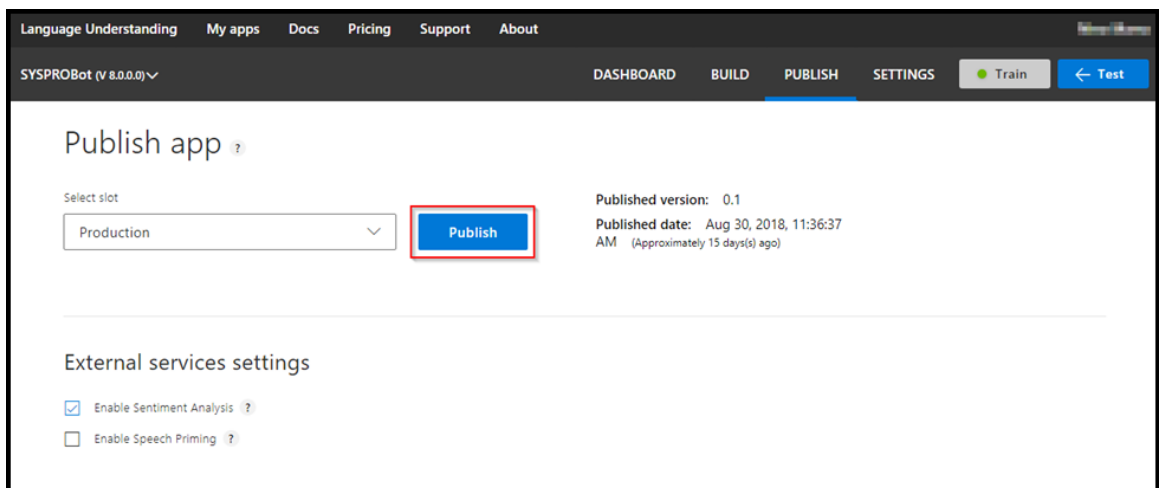 Language Understanding My apps Docs Pricing Support About
SYSPROBot (V 8.0.0.0) DASHBOARD BUILD PUBLISH SETTINGS Train ← Test
Publish app ?
Select slot
Production
Publish
Published version: 0.1
Published date: Aug 30, 2018, 11:36:37
AM (Approximately 15 days(s) ago)
External services settings
Enable Sentiment Analysis ?
Enable Speech Priming ?